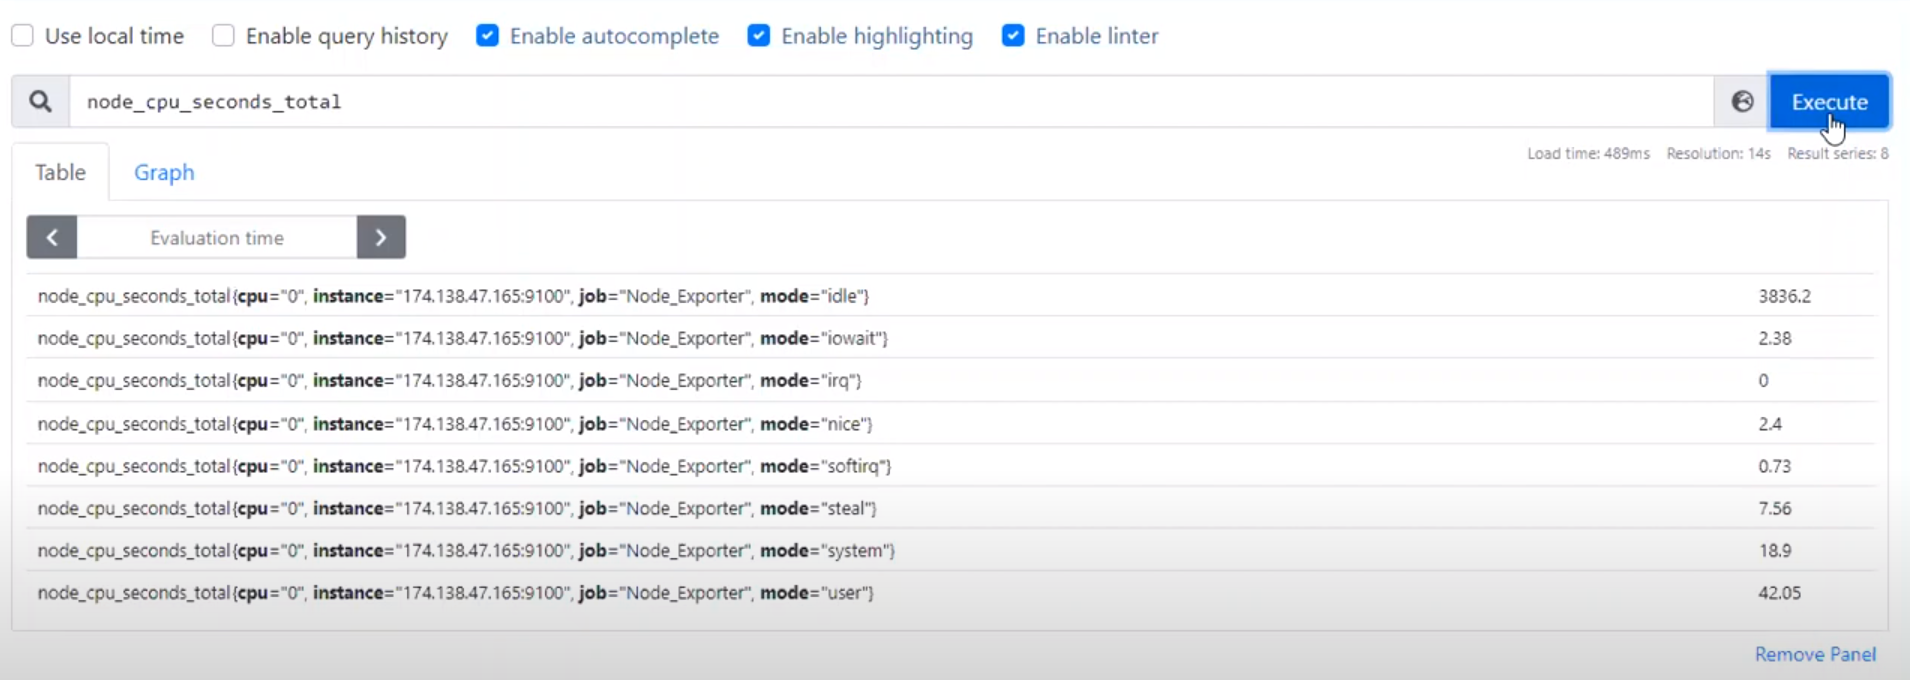 Use local time Enable query history Enable autocomplete Enable highlighting Enable linter
node_cpu_seconds_total Execute
Load time: 489ms Resolution: 14s Result series: 8
Table Graph
Evaluation time
node_cpu_seconds_total{cpu="0", instance="174.138.47.165:9100", job="Node_Exporter", mode="idle"} 3836.2
node_cpu_seconds_total{cpu="0", instance="174.138.47.165:9100", job="Node_Exporter", mode="iowait"} 2.38
node_cpu_seconds_total{cpu="0", instance="174.138.47.165:9100", job="Node_Exporter", mode="irq"} 0
node_cpu_seconds_total{cpu="0", instance="174.138.47.165:9100", job="Node_Exporter", mode="nice"} 2.4
node_cpu_seconds_total{cpu="0", instance="174.138.47.165:9100", job="Node_Exporter", mode="softirq"} 0.73
node_cpu_seconds_total{cpu="0", instance="174.138.47.165:9100", job="Node_Exporter", mode="steal"} 7.56
node_cpu_seconds_total{cpu="0", instance="174.138.47.165:9100", job="Node_Exporter", mode="system"} 18.9
node_cpu_seconds_total{cpu="0", instance="174.138.47.165:9100", job="Node_Exporter", mode="user"} 42.05
Remove Panel